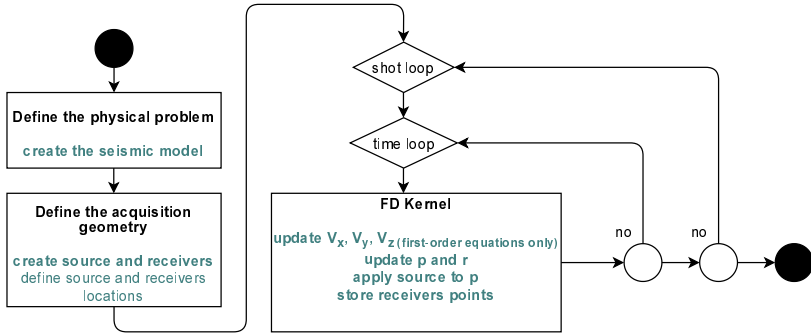 Define the physical problem
create the seismic model
Define the acquisition
geometry
create source and receivers
define source and receivers
locations
shot loop
time loop
FD Kernel
update Vx, Vy, Vz (first-order equations only)
update p and r
apply source to p
store receivers points
no
no